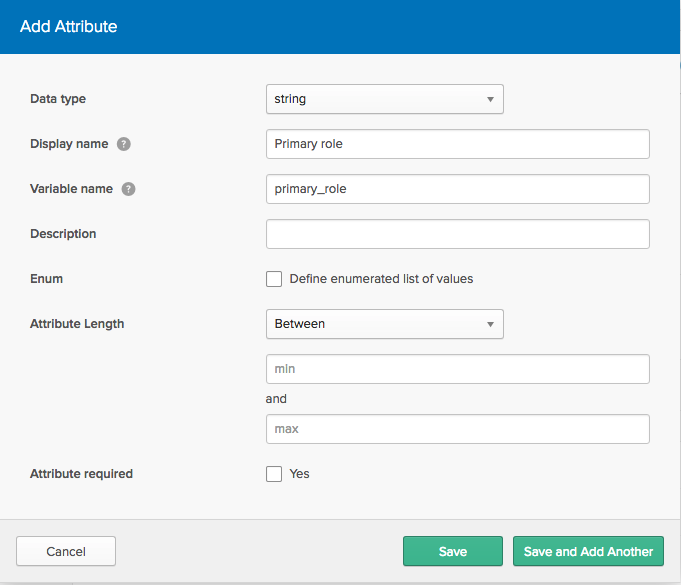 Add Attribute
Data type
string
Display name ?
Primary role
Variable name ?
primary_role
Description
Enum
Define enumerated list of values
Attribute Length
Between
min
and
max
Attribute required
Yes
Cancel
Save
Save and Add Another